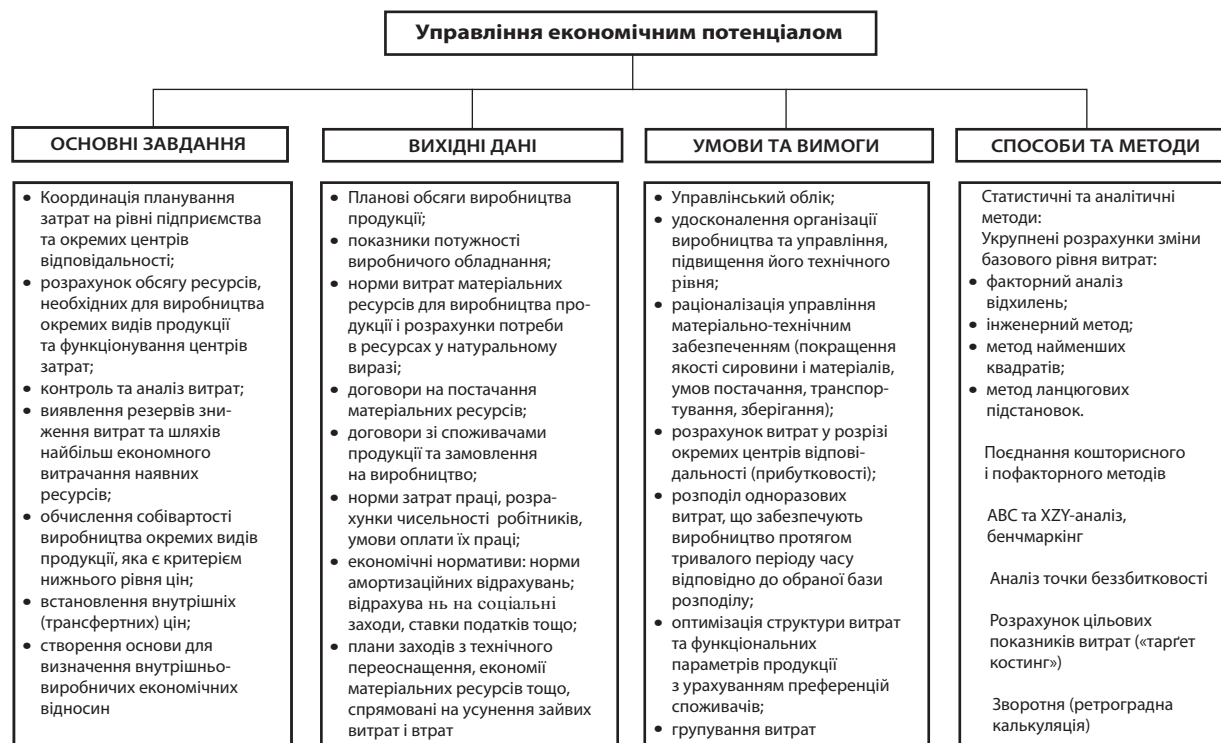 Управління економічним потенціалом
ОСНОВНІ ЗАВДАННЯ
• Координація планування
затрат на рівні підприємства
та окремих центрів
відповідальності;
• розрахунок обсягу ресурсів,
необхідних для виробництва
окремих видів продукції
та функціонування центрів
затрат;
• контроль та аналіз витрат;
• виявлення резервів зни-
ження витрат та шляхів
найбільш економного
витрачання наявних
ресурсів;
• обчислення собівартості
виробництва окремих видів
продукції, яка є критерієм
нижнього рівня цін;
• встановлення внутрішніх
(трансфертних) цін;
• створення основи для
визначення внутрішньо-
виробничих економічних
відносин
ВИХІДНІ ДАНІ
• Планові обсяги виробництва
продукції;
• показники потужності
виробничого обладнання;
• норми витрат матеріальних
ресурсів для виробництва про-
дукції і розрахунки потреби
в ресурсах у натуральному
виразі;
• договори на постачання
матеріальних ресурсів;
• договори зі споживачами
продукції та замовлення
на виробництво;
• норми затрат праці, розра-
хунки чисельності робітників,
умови оплати їх праці;
• економічні нормативи: норми
амортизаційних відрахувань;
відрахува нь на соціальні
заходи, ставки податків тощо;
• плани заходів з технічного
переоснащення, економії
матеріальних ресурсів тощо,
спрямовані на усунення зайвих
витрат і втрат
УМОВИ ТА ВИМОГИ
• Управлінський облік;
• удосконалення організації
виробництва та управління,
підвищення його технічного
рівня;
• раціоналізація управління
матеріально-технічним
забезпеченням (покращення
якості сировини і матеріалів,
умов постачання, транспор-
тування, зберігання);
• розрахунок витрат у розрізі
окремих центрів відпові-
дальності (прибутковості);
• розподіл одноразових
витрат, що забезпечують
виробництво протягом
тривалого періоду часу
відповідно до обраної бази
розподілу;
• оптимізація структури витрат
та функціональних
параметрів продукції
з урахуванням преференцій
споживачів;
• групування витрат
СПОСОБИ ТА МЕТОДИ
Статистичні та аналітичні
методи:
Укрупнені розрахунки зміни
базового рівня витрат:
• факторний аналіз
відхилень;
• інженерний метод;
• метод найменших
квадратів;
• метод ланцюгових
підстановок.
Поєднання кошторисного
і пофакторного методів
АВС та XZY-аналіз,
бенчмаркінг
Аналіз точки беззбитковості
Розрахунок цільових
показників витрат («тарґет
костинг»)
Зворотня (ретроградна
калькуляція)